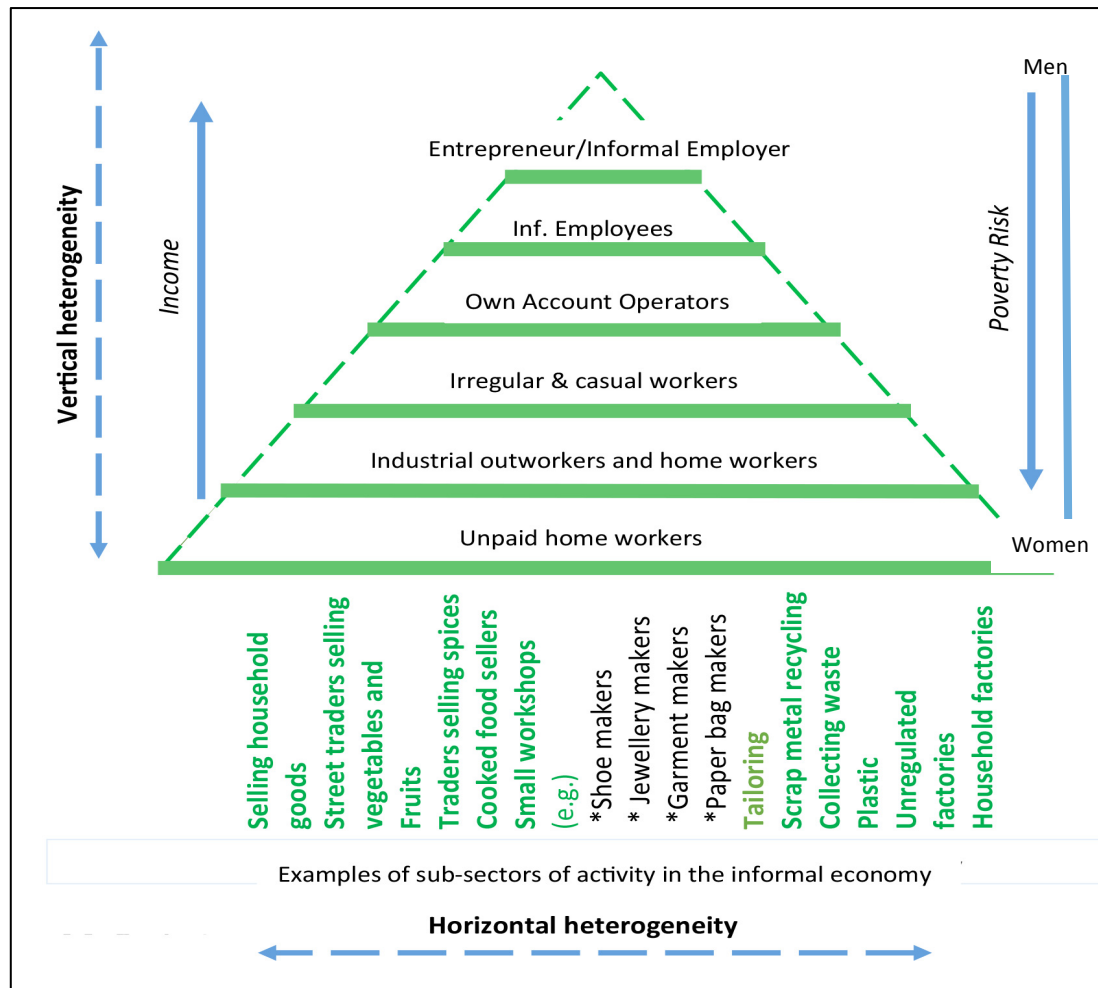 Men
Entrepreneur/Informal Employer
Inf. Employees
Own Account Operators
Irregular & casual workers
Industrial outworkers and home workers
Unpaid home workers
Women
Vertical heterogeneity
Income
Poverty Risk
Selling household
goods
Street traders selling
vegetables and
Fruits
Traders selling spices
Cooked food sellers
Small workshops
(e.g.)
*Shoe makers
* Jewellery makers
*Garment makers
*Paper bag makers
Tailoring
Scrap metal recycling
Collecting waste
Plastic
Unregulated
factories
Household factories
Examples of sub-sectors of activity in the informal economy
Horizontal heterogeneity